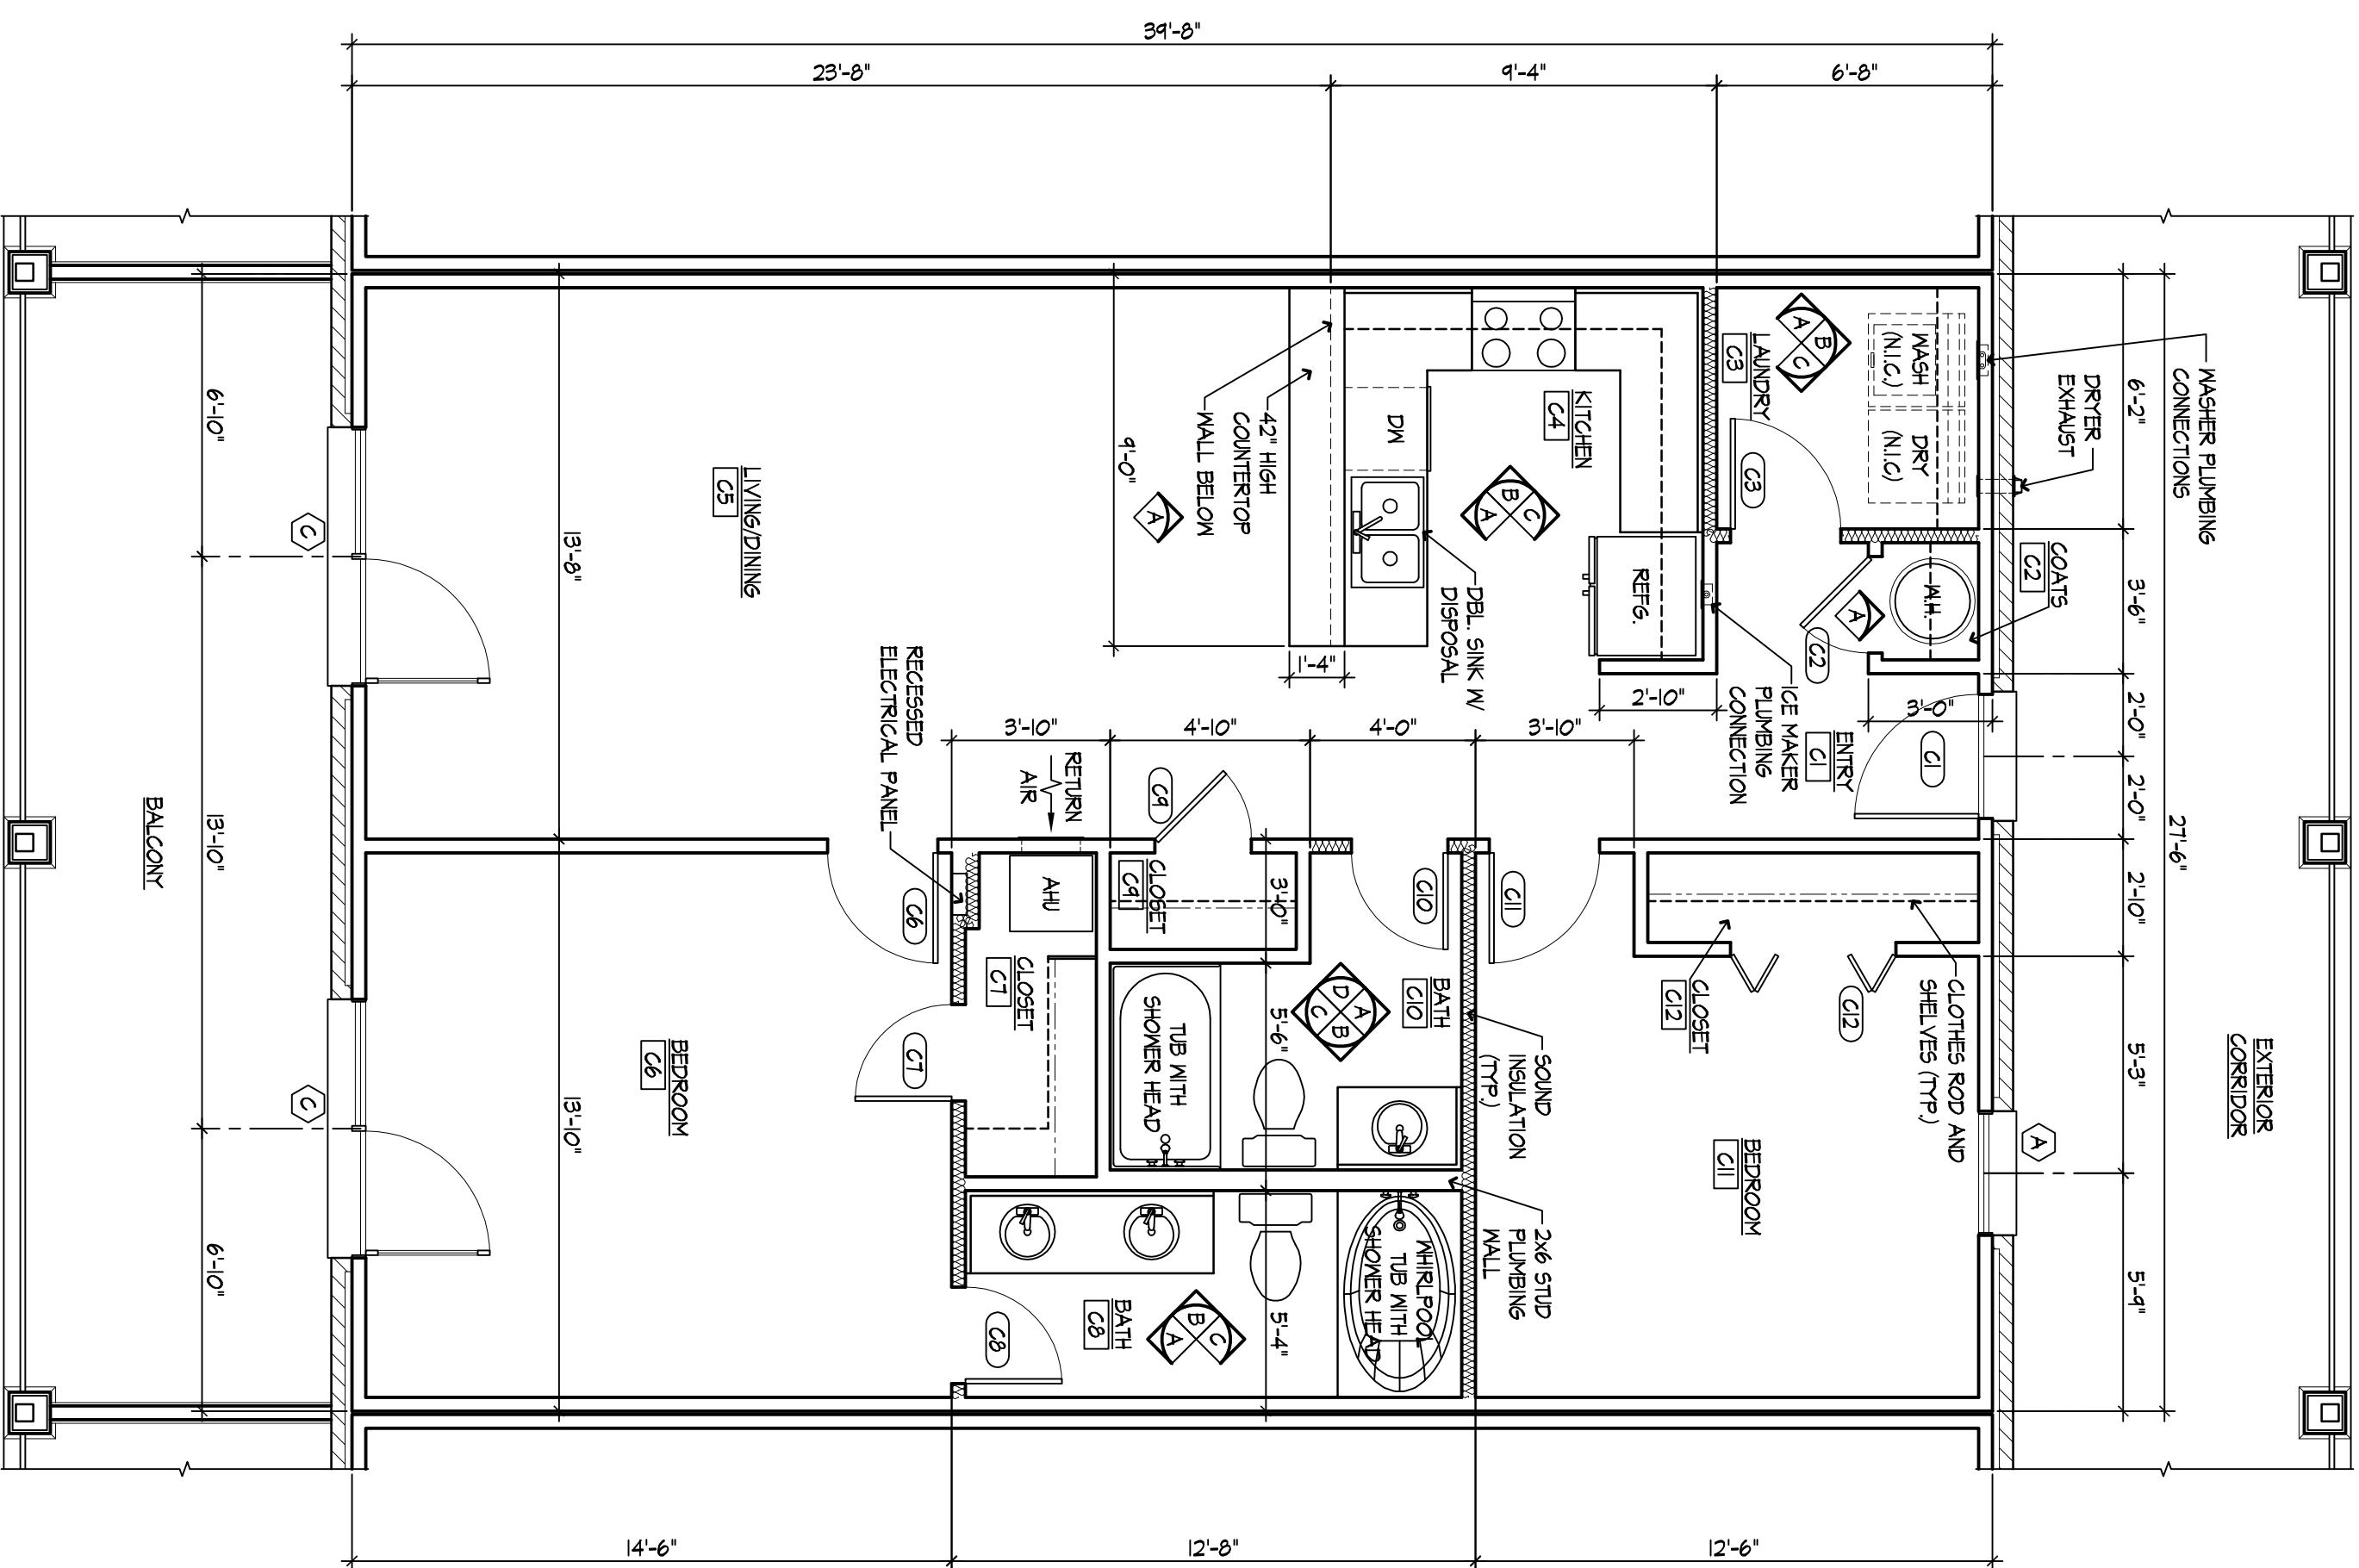 39'-8"
23'-8"
9'-4"
6'-8"
WASHER PLUMBING
CONNECTIONS
DRYER
EXHAUST
6'-2"
3'-6"
2'-0"
2'-0"
2'-10"
5'-3"
5'-9"
27'-6"
EXTERIOR
CORRIDOR
COATS
C2
WASH
(N.I.C.)
DRY
(N.I.C.)
W.H.
A
B
C
LAUNDRY
C3
C3
A
C2
3'-0"
C1
ENTRY
C1
ICE MAKER
PLUMBING
CONNECTION
2'-10"
KITCHEN
C4
REFG.
B
C
A
DW
DBL. SINK W/
DISPOSAL
42" HIGH
COUNTERTOP
WALL BELOW
1'-4"
9'-0"
A
LIVING/DINING
C5
13'-8"
RECESSED
ELECTRICAL PANEL
RETURN
AIR
3'-10"
4'-10"
4'-0"
3'-10"
C9
CLOSET
C9
3'-0"
AHU
C6
C10
C11
CLOSET
C7
C7
TUB WITH
SHOWER HEAD
5'-6"
A
B
C
D
BATH
C10
SOUND
INSULATION
(TYP.)
CLOTHES ROD AND
SHELVES (TYP.)
CLOSET
C12
C12
A
BEDROOM
C11
2x6 STUD
PLUMBING
WALL
WHIRLPOOL
TUB WITH
SHOWER HEAD
5'-4"
BATH
C8
A
B
C
C8
BEDROOM
C6
13'-10"
6'-10"
C
13'-10"
BALCONY
C
6'-10"
14'-6"
12'-8"
12'-6"